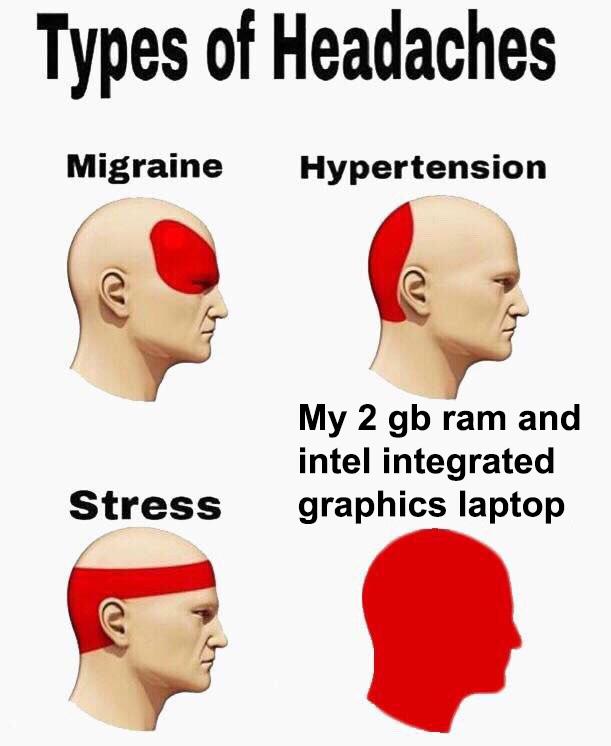 Types of Headaches
Migraine
Hypertension
Stress
My 2 gb ram and
intel integrated
graphics laptop